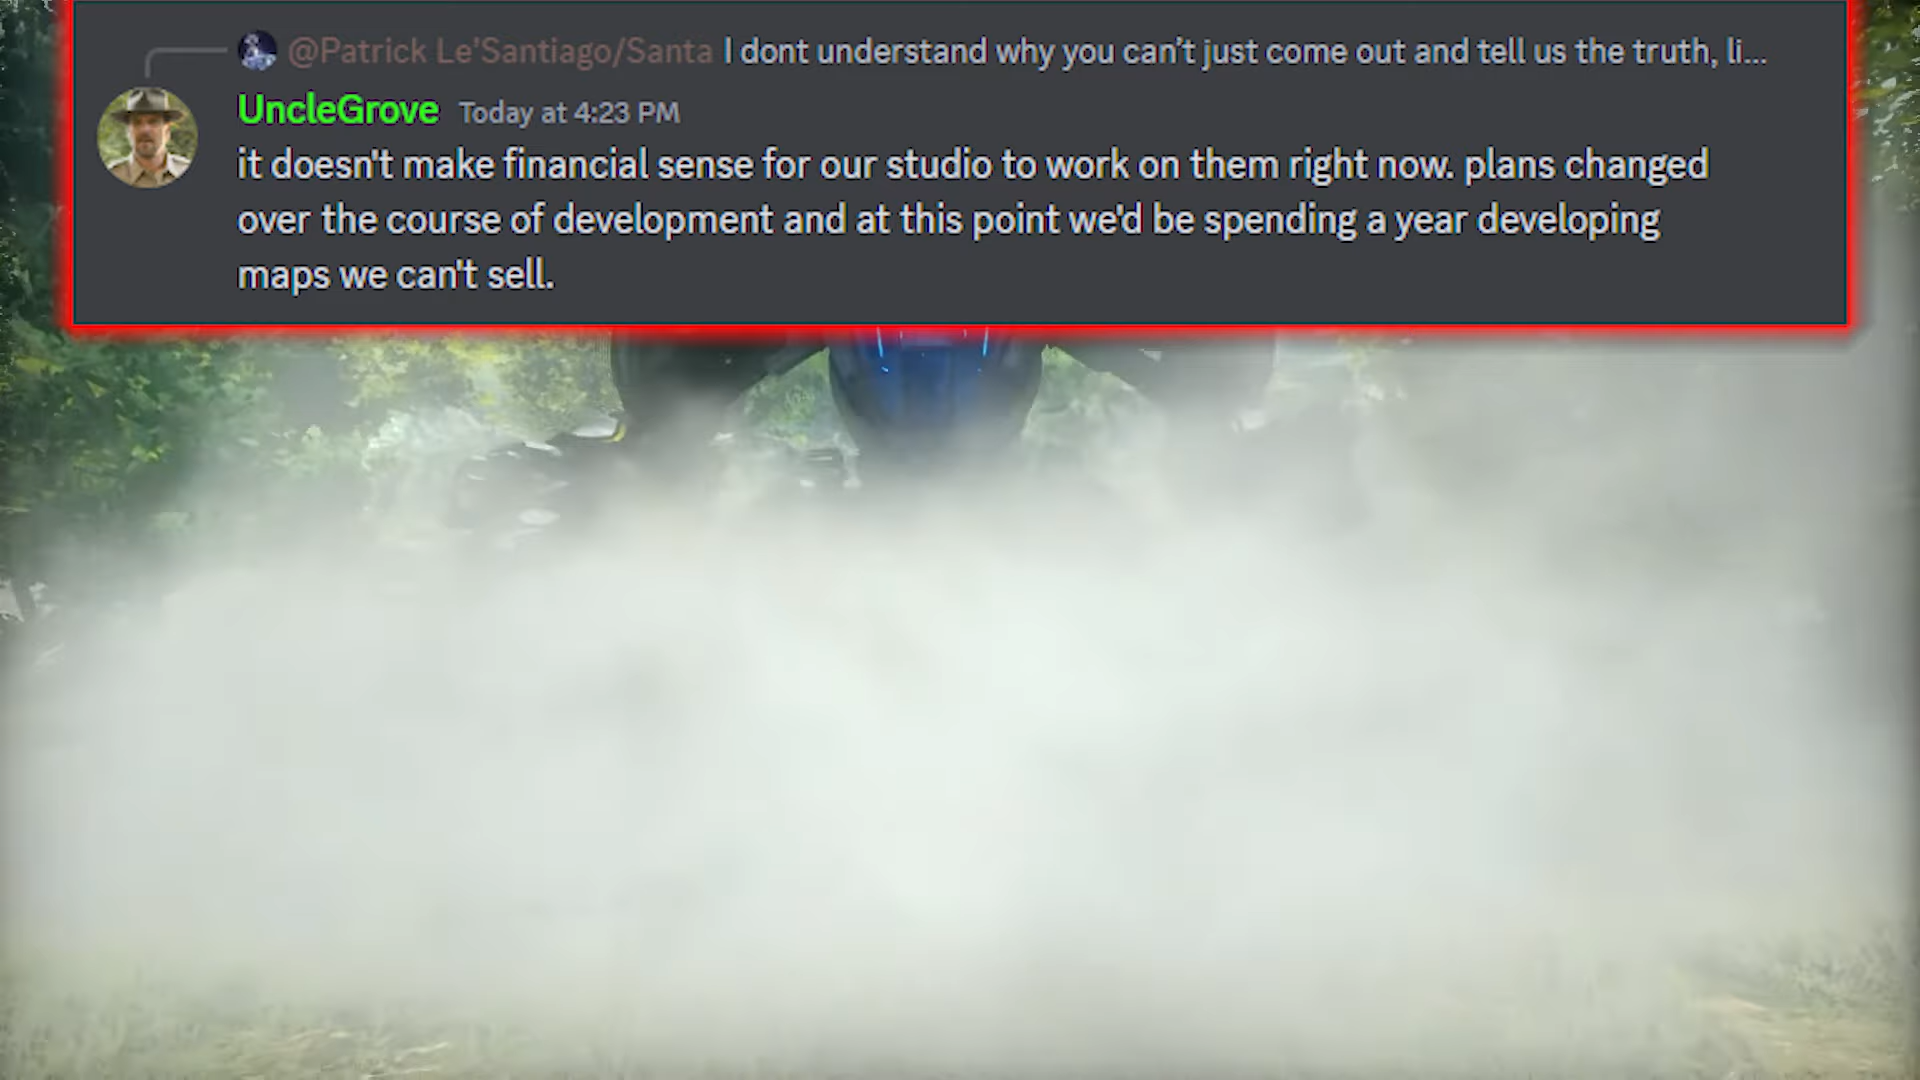 @Patrick Le'Santiago/Santa I dont understand why you can't just come out and tell us the truth, li...
UncleGrove Today at 4:23 PM
it doesn't make financial sense for our studio to work on them right now. plans changed
over the course of development and at this point we'd be spending a year developing
maps we can't sell.